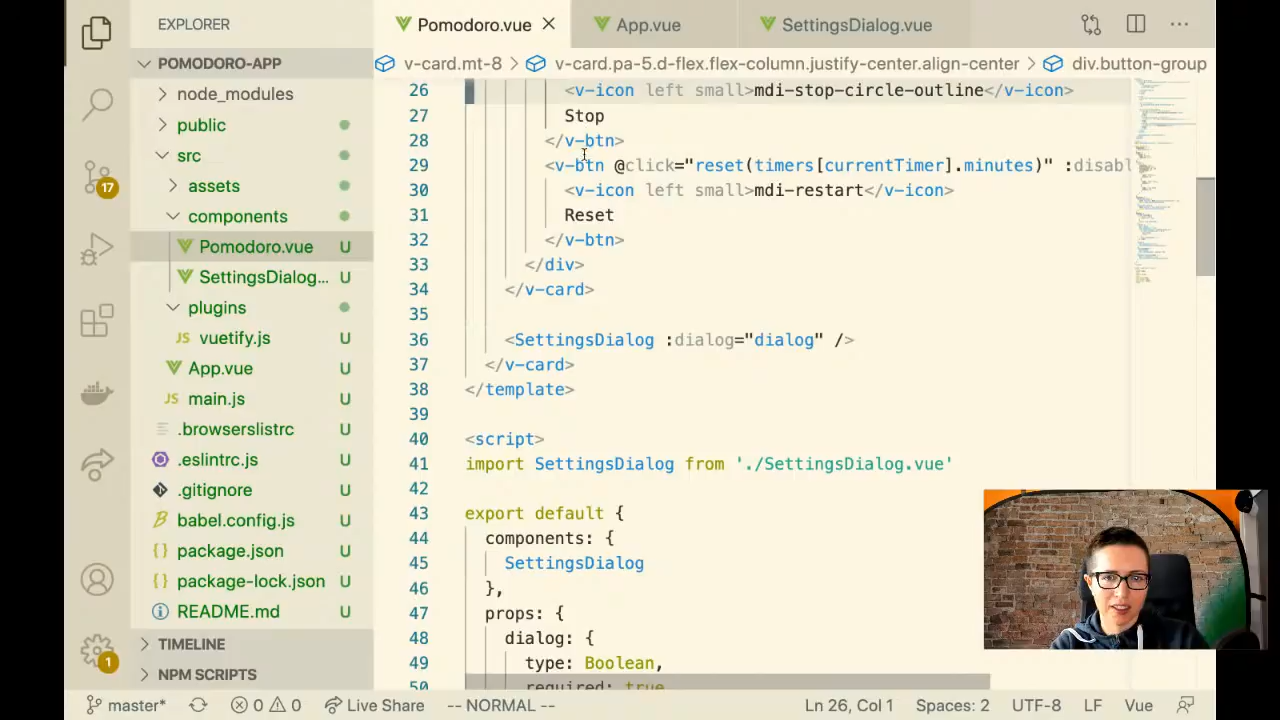 EXPLORER
Pomodoro.vue
App.vue
SettingsDialog.vue
POMODORO-APP
v-card.mt-8 > v-card.pa-5.d-flex.flex-column.justify-center.align-center > div.button-group
node_modules
public
src
assets
components
Pomodoro.vue U
SettingsDialog... U
plugins
JS vuetify.js U
App.vue U
JS main.js U
.browserslistrc U
.eslintrc.js U
.gitignore U
babel.config.js U
{} package.json U
{} package-lock.json U
README.md U
TIMELINE
NPM SCRIPTS
17
1
26 <v-icon left small>mdi-stop-circle-outline</v-icon>
27 Stop
28 </v-btn>
29 <v-btn @click="reset(timers[currentTimer].minutes)" :disabl
30 <v-icon left small>mdi-restart</v-icon>
31 Reset
32 </v-btn>
33 </div>
34 </v-card>
35
36 <SettingsDialog :dialog="dialog" />
37 </v-card>
38 </template>
39
40 <script>
41 import SettingsDialog from './SettingsDialog.vue'
42
43 export default {
44 components: {
45 SettingsDialog
46 },
47 props: {
48 dialog: {
49 type: Boolean,
50 required: true
master* 0 0 Live Share -- NORMAL -- Ln 26, Col 1 Spaces: 2 UTF-8 LF Vue